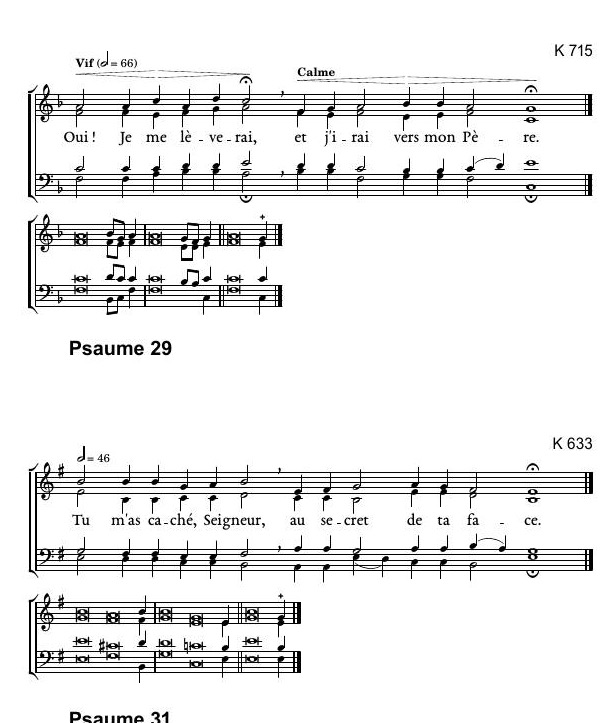 K 715
Vif (𝅗𝅥 = 66)
Calme
Oui ! Je me lè - ve - rai, et j'i - rai vers mon Pè - re.
Psaume 29
K 633
𝅗𝅥 = 46
Tu m'as ca - ché, Seigneur, au se - cret de ta fa - ce.
Psaume 31